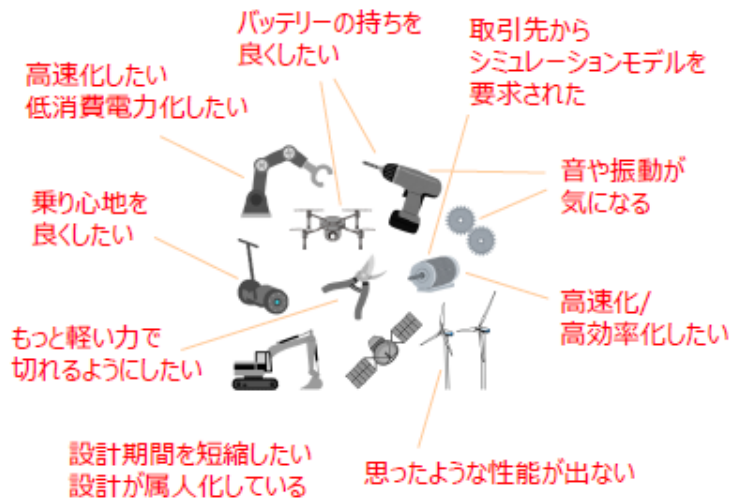 バッテリーの持ちを
良くしたい
取引先から
シミュレーションモデルを
要求された
高速化したい
低消費電力化したい
音や振動が
気になる
乗り心地を
良くしたい
高速化/
高効率化したい
もっと軽い力で
切れるようにしたい
設計期間を短縮したい
設計が属人化している
思ったような性能が出ない